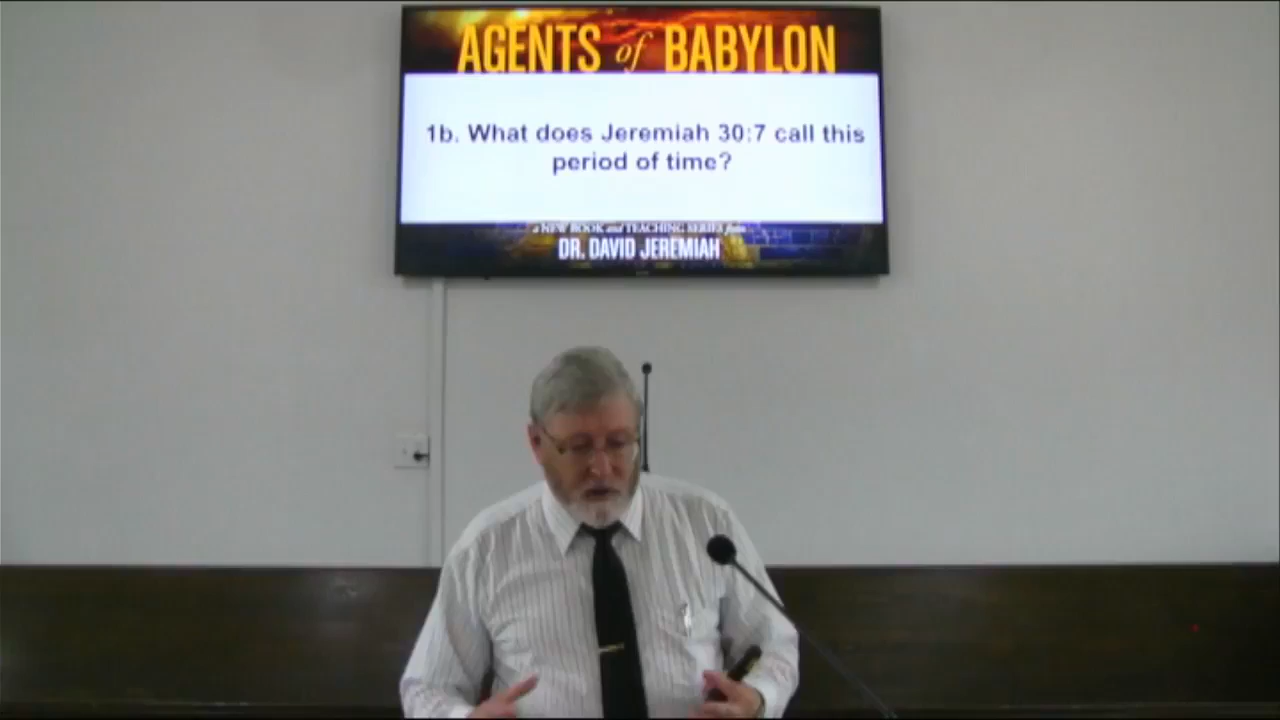 AGENTS of BABYLON
1b. What does Jeremiah 30:7 call this
period of time?
a NEW BOOK and TEACHING SERIES from
DR. DAVID JEREMIAH